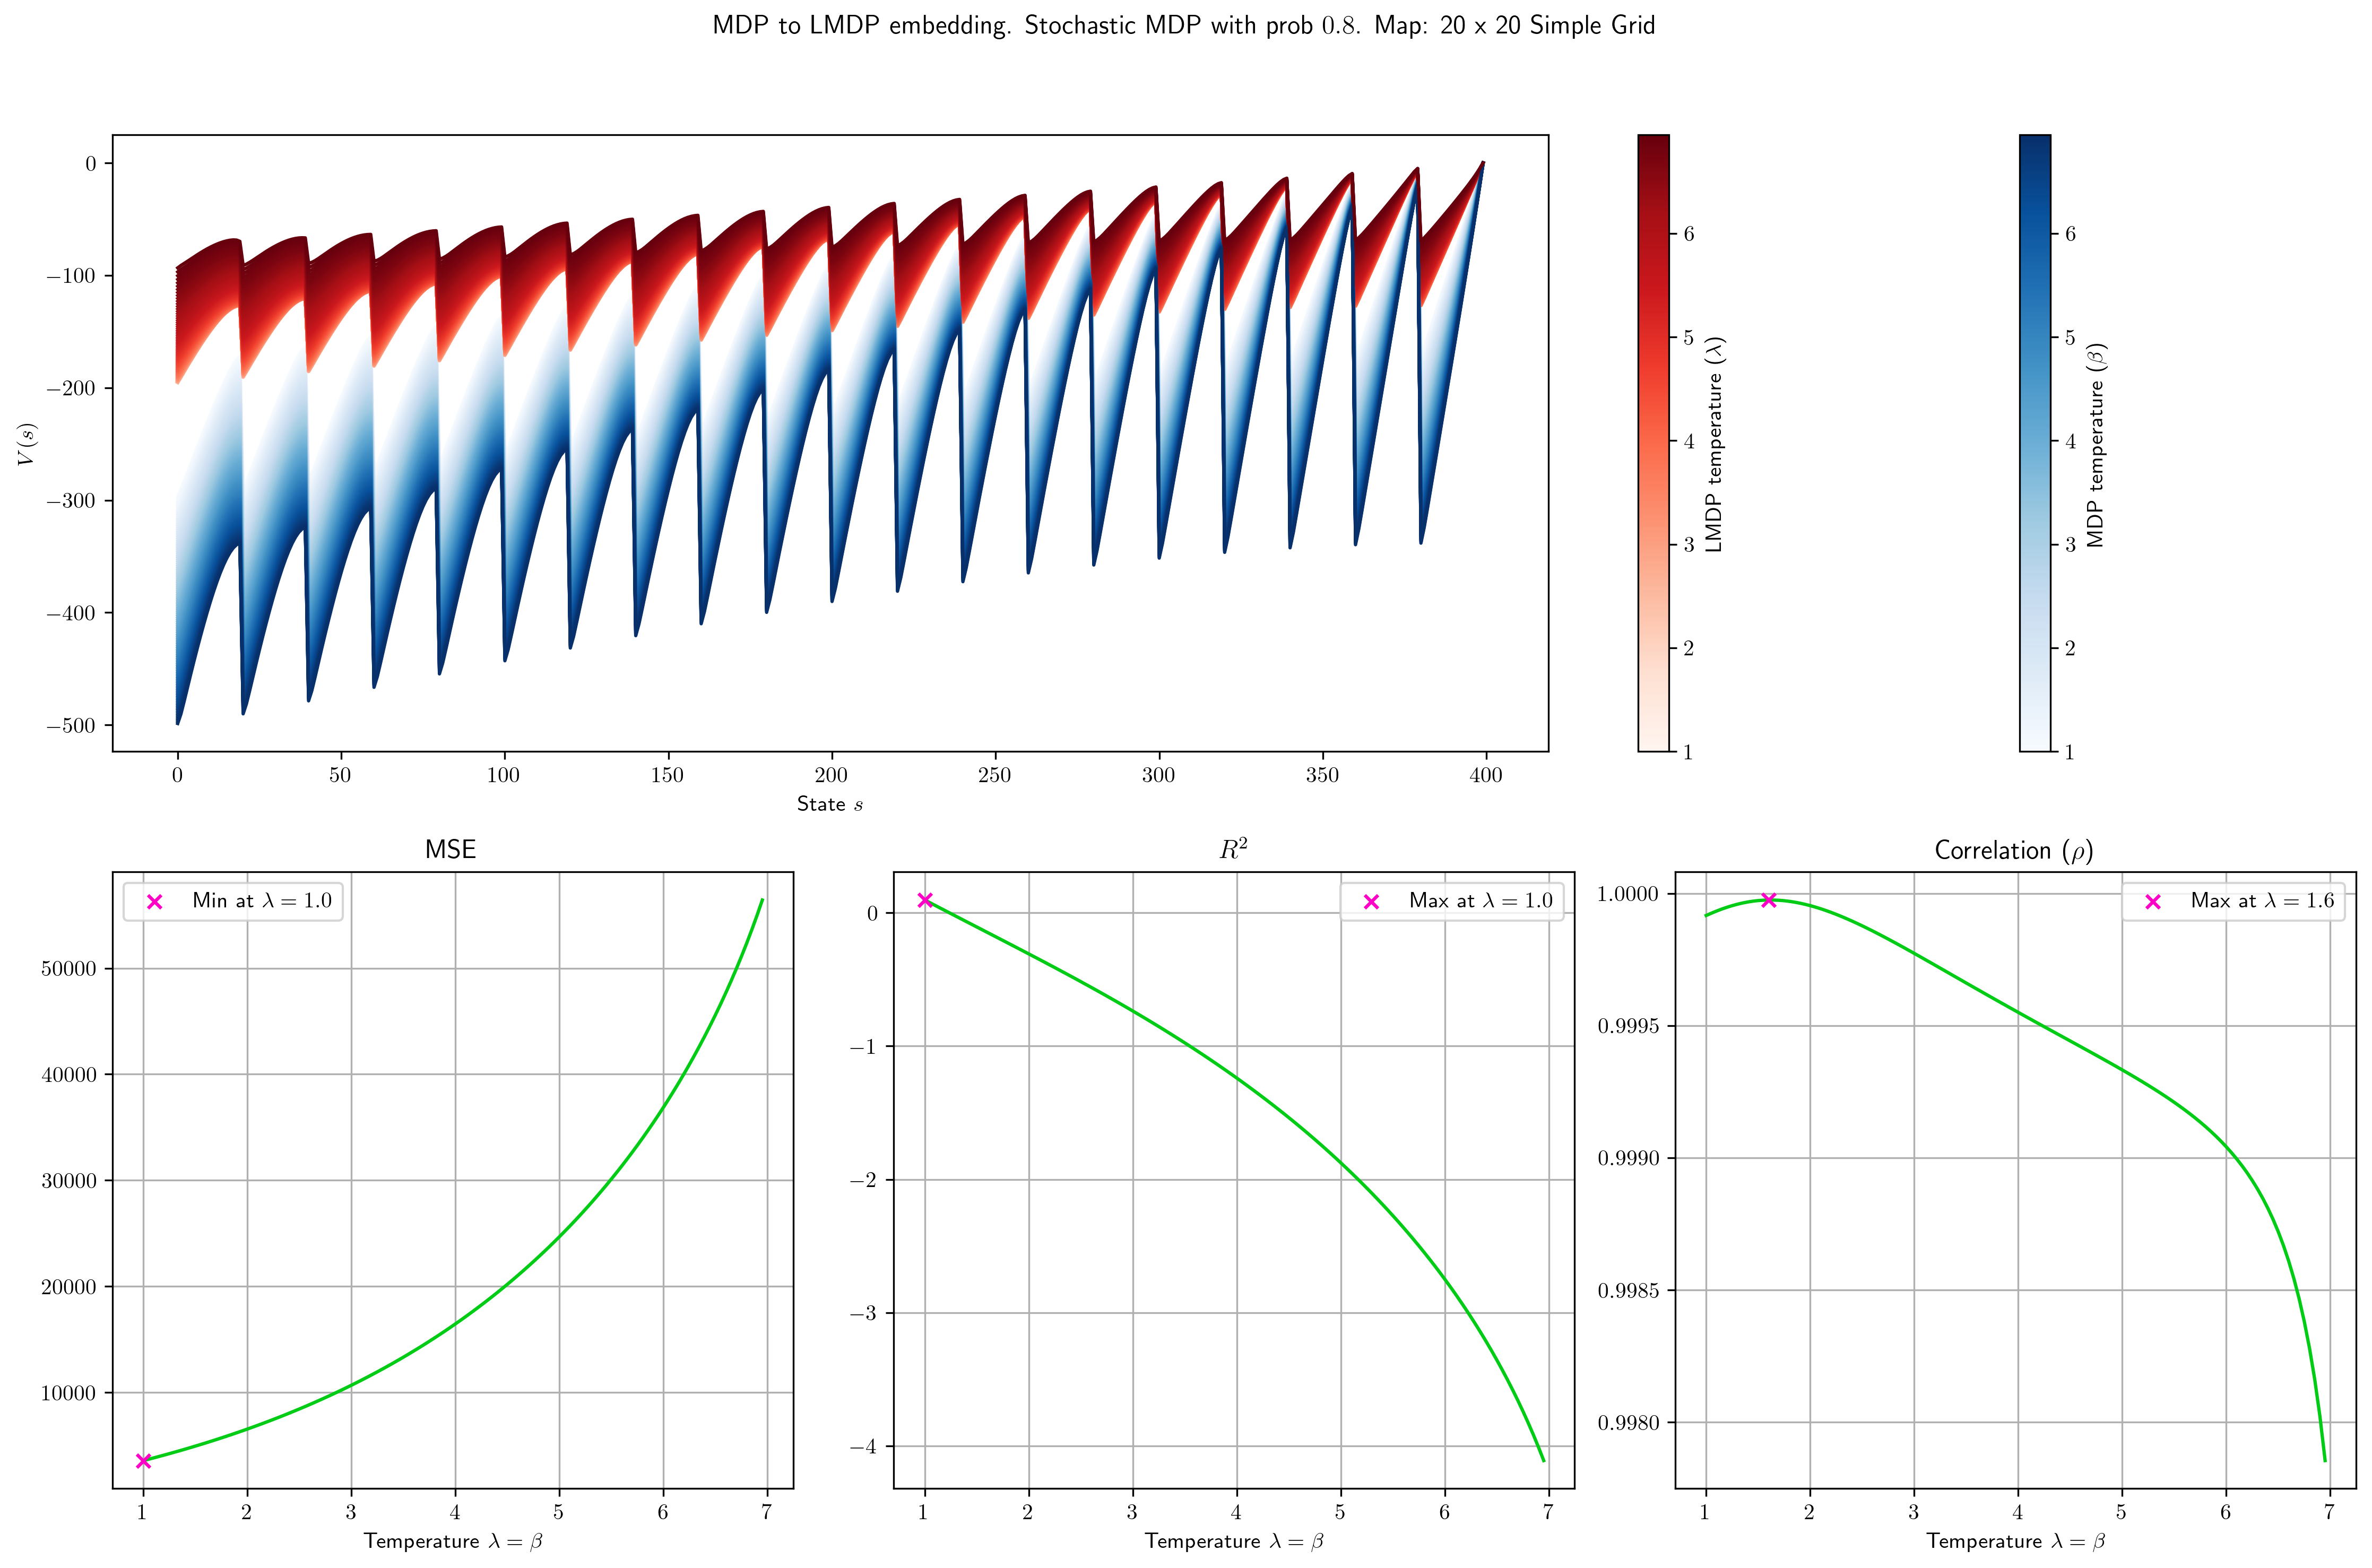 MDP to LMDP embedding. Stochastic MDP with prob 0.8. Map: 20 x 20 Simple Grid
0
−100
−200
−300
−400
−500
V(s)
0 50 100 150 200 250 300 350 400
State s
6
5
4
3
2
1
LMDP temperature (λ)
6
5
4
3
2
1
MDP temperature (β)
MSE
Min at λ = 1.0
50000
40000
30000
20000
10000
1 2 3 4 5 6 7
Temperature λ = β
R²
Max at λ = 1.0
0
−1
−2
−3
−4
1 2 3 4 5 6 7
Temperature λ = β
Correlation (ρ)
Max at λ = 1.6
1.0000
0.9995
0.9990
0.9985
0.9980
1 2 3 4 5 6 7
Temperature λ = β